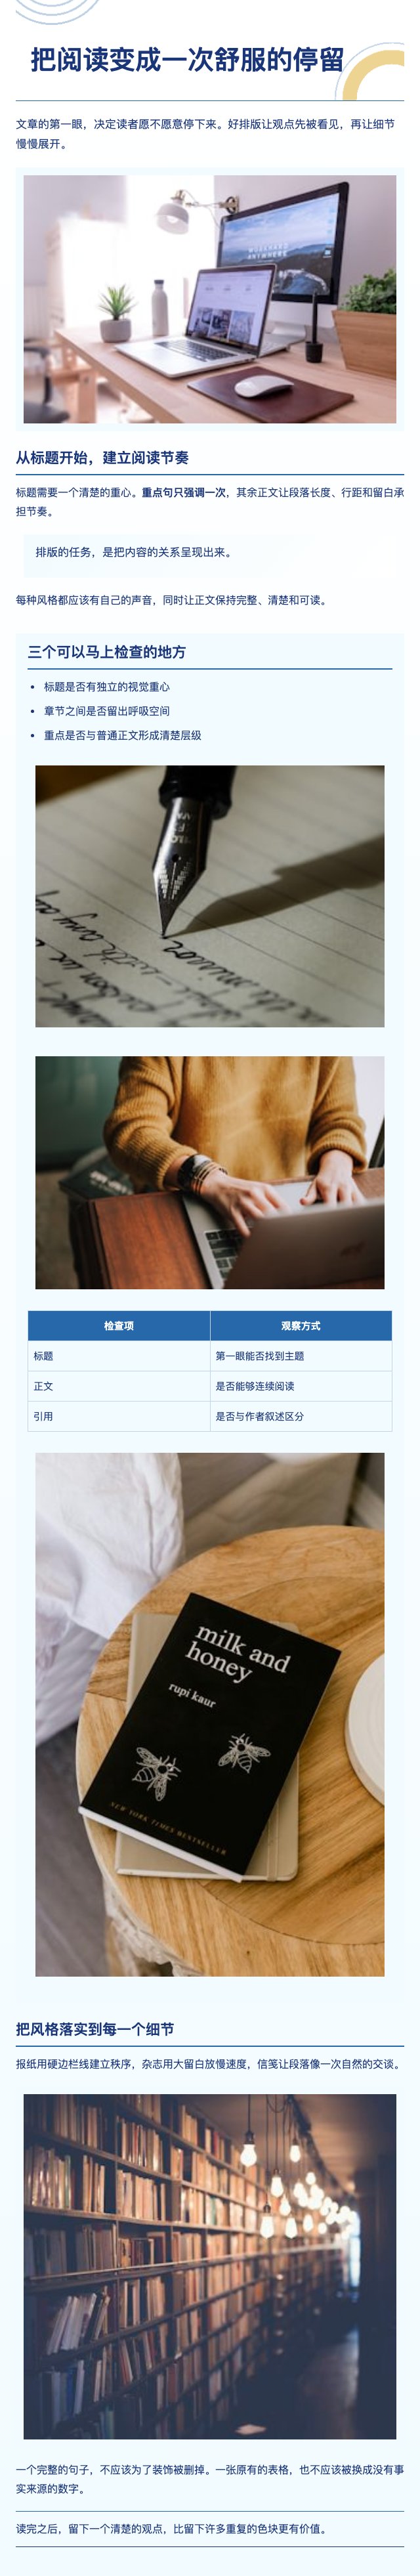 把阅读变成一次舒服的停留
文章的第一眼，决定读者愿不愿意停下来。好排版让观点先被看见，再让细节
慢慢展开。
从标题开始，建立阅读节奏
标题需要一个清楚的重心。重点句只强调一次，其余正文让段落长度、行距和留白承
担节奏。
排版的任务，是把内容的关系呈现出来。
每种风格都应该有自己的声音，同时让正文保持完整、清楚和可读。
三个可以马上检查的地方
• 标题是否有独立的视觉重心
• 章节之间是否留出呼吸空间
• 重点是否与普通正文形成清楚层级
检查项 观察方式
标题 第一眼能否找到主题
正文 是否能够连续阅读
引用 是否与作者叙述区分
milk and
honey
rupi kaur
NEW YORK TIMES BESTSELLER
把风格落实到每一个细节
报纸用硬边栏线建立秩序，杂志用大留白放慢速度，信笺让段落像一次自然的交谈。
一个完整的句子，不应该为了装饰被删掉。一张原有的表格，也不应该被换成没有事
实来源的数字。
读完之后，留下一个清楚的观点，比留下许多重复的色块更有价值。